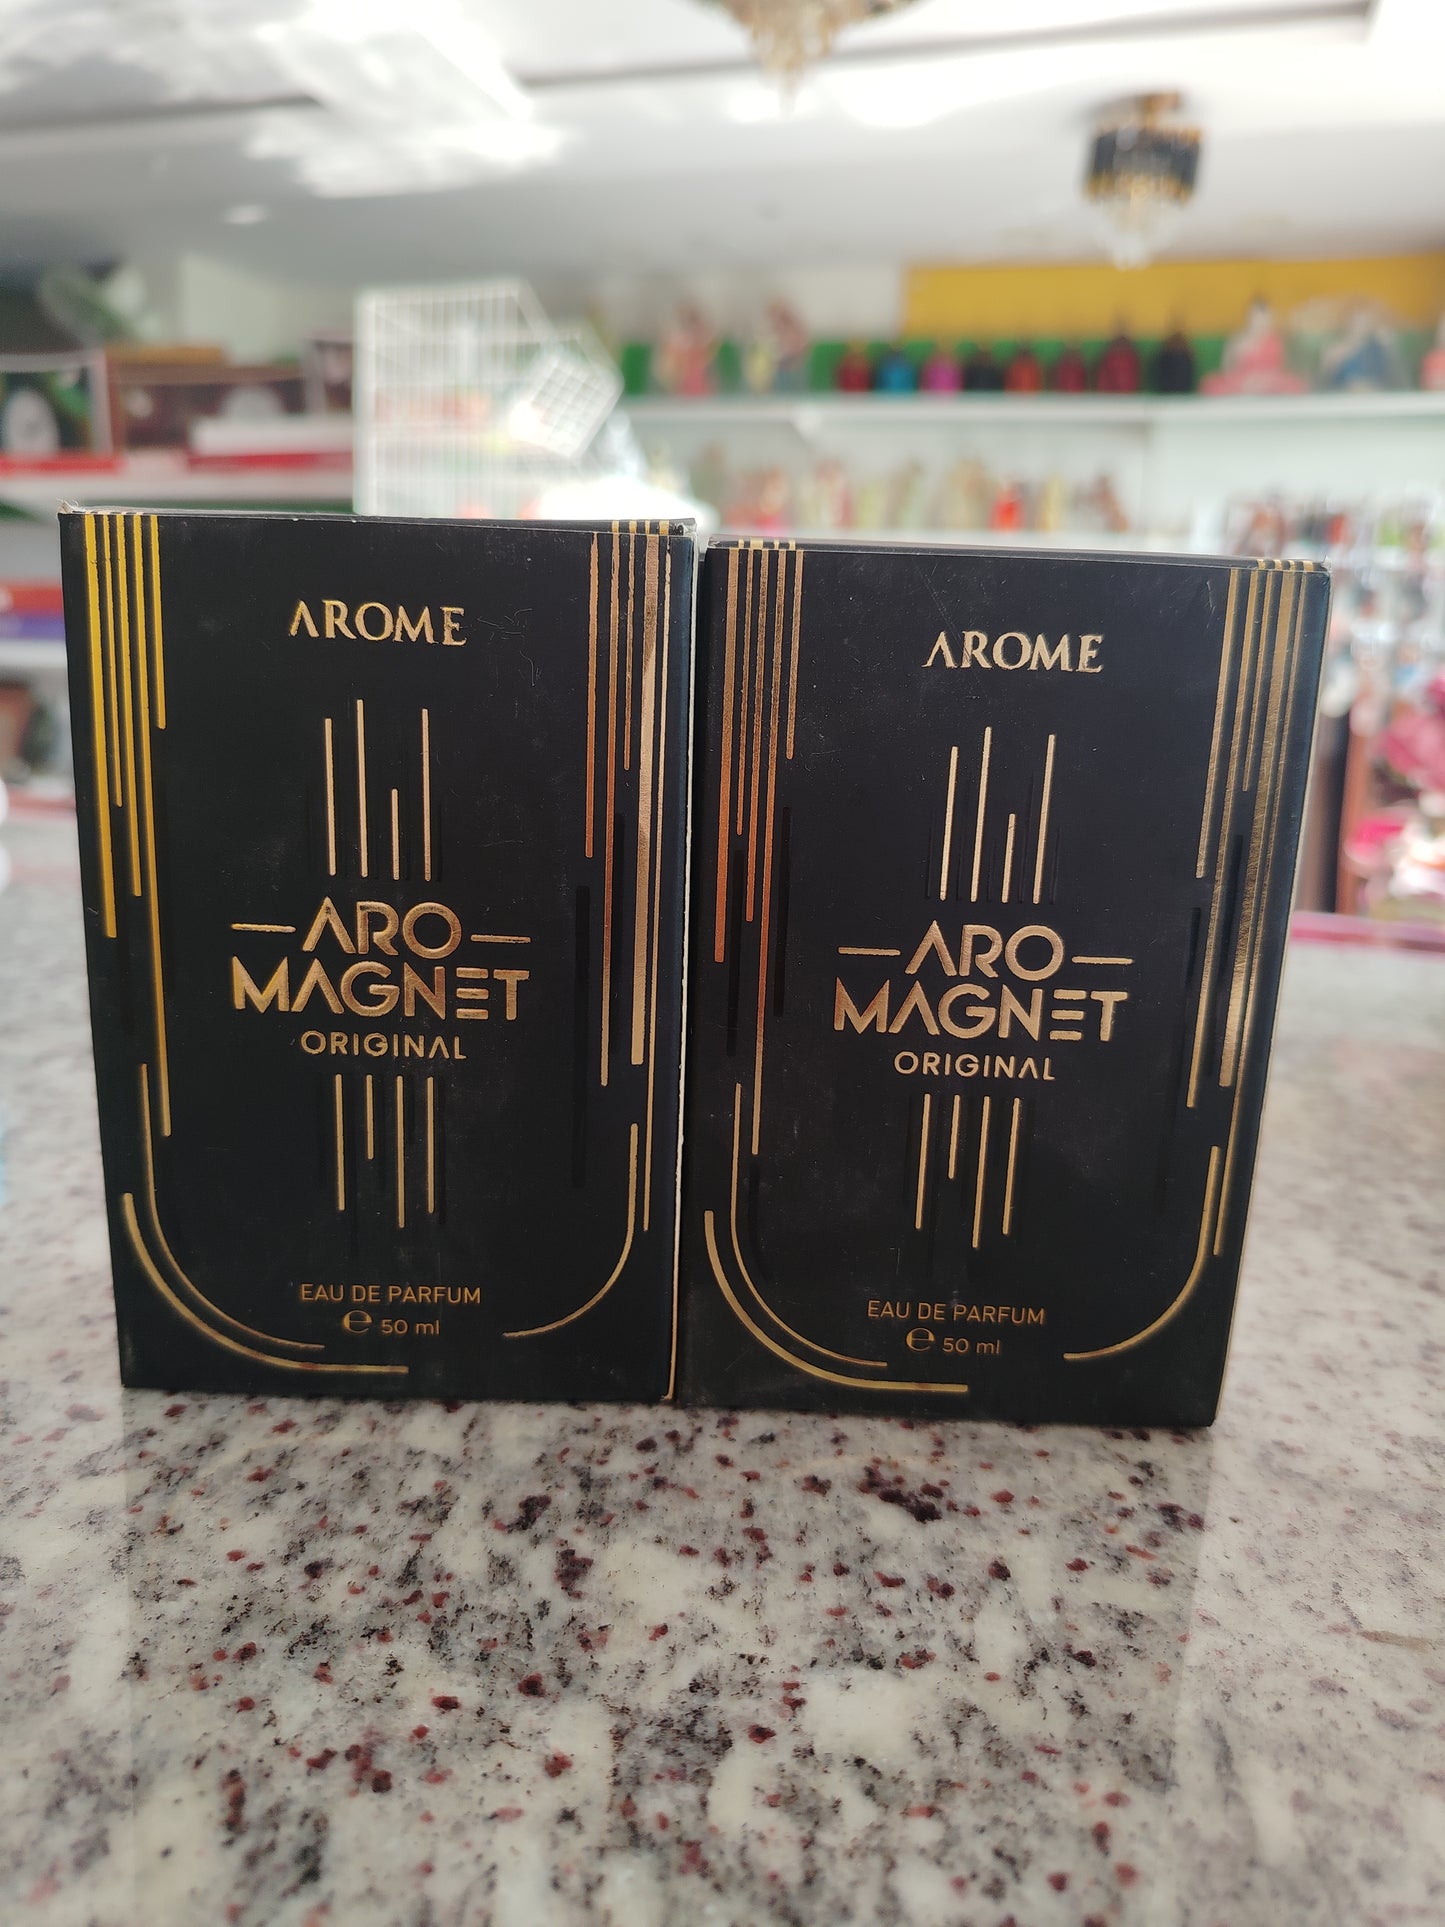 AROME
ARO
MAGNET
ORIGINAL
EAU DE PARFUM
℮ 50 ml
AROME
ARO
MAGNET
ORIGINAL
EAU DE PARFUM
℮ 50 ml